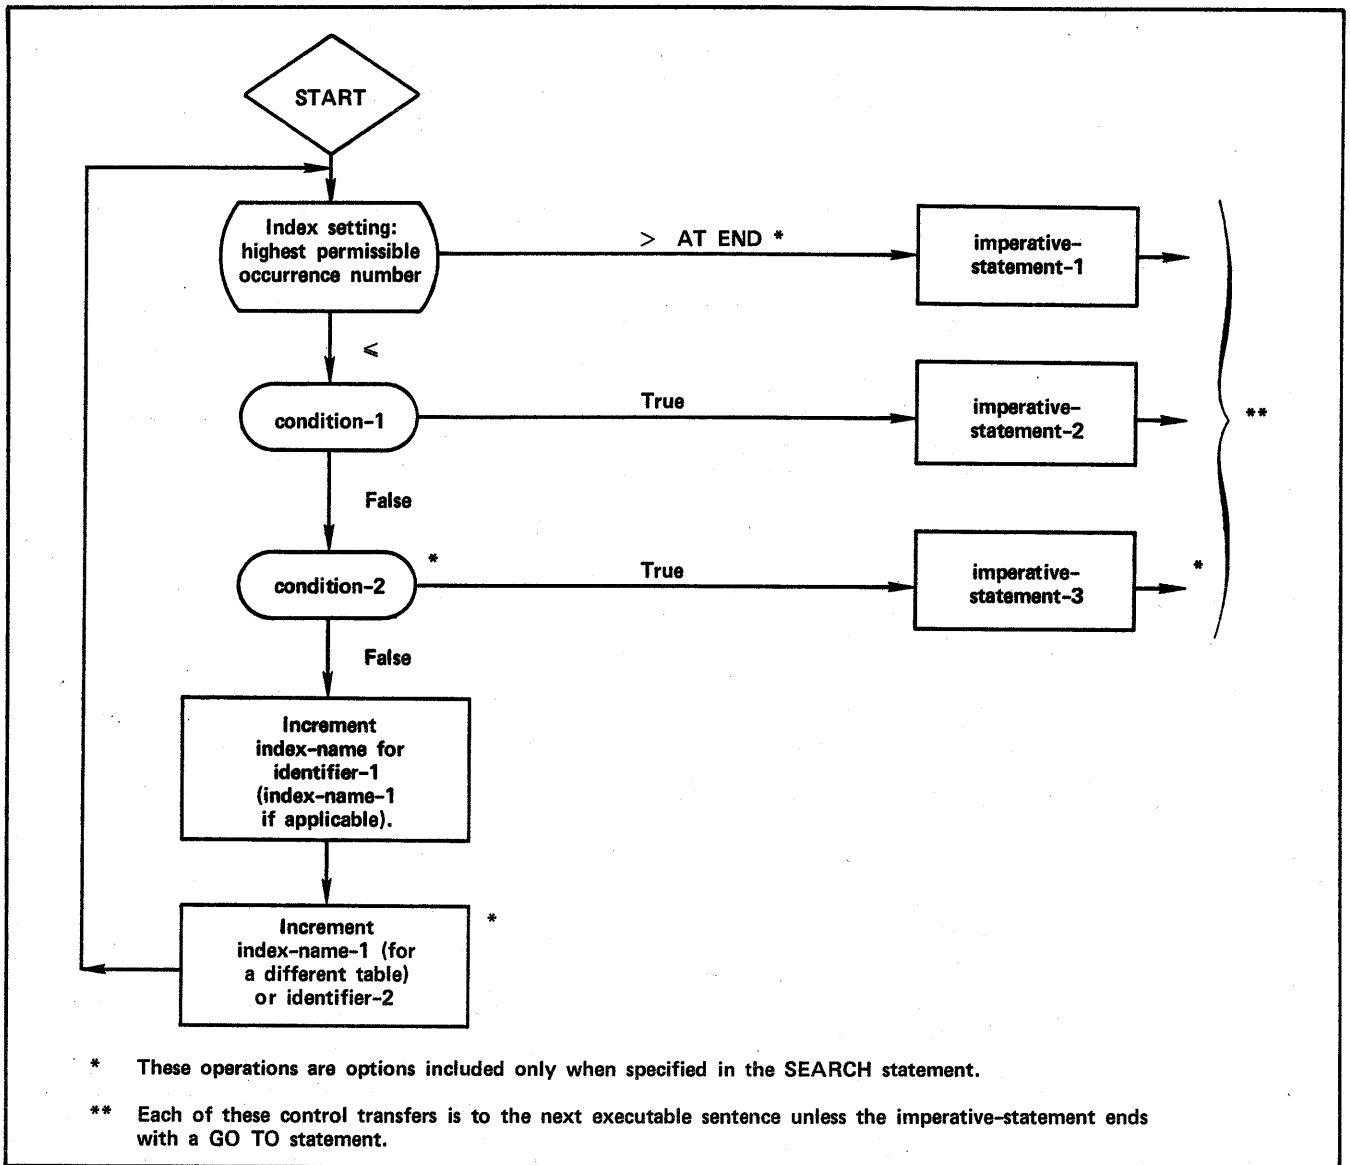 START
Index setting:
highest permissible
occurrence number
> AT END *
imperative-
statement-1
≤
condition-1
True
imperative-
statement-2
**
False
condition-2
*
True
imperative-
statement-3
*
False
Increment
index-name for
identifier-1
(index-name-1
if applicable).
Increment
index-name-1 (for
a different table)
or identifier-2
*
* These operations are options included only when specified in the SEARCH statement.
** Each of these control transfers is to the next executable sentence unless the imperative-statement ends
with a GO TO statement.